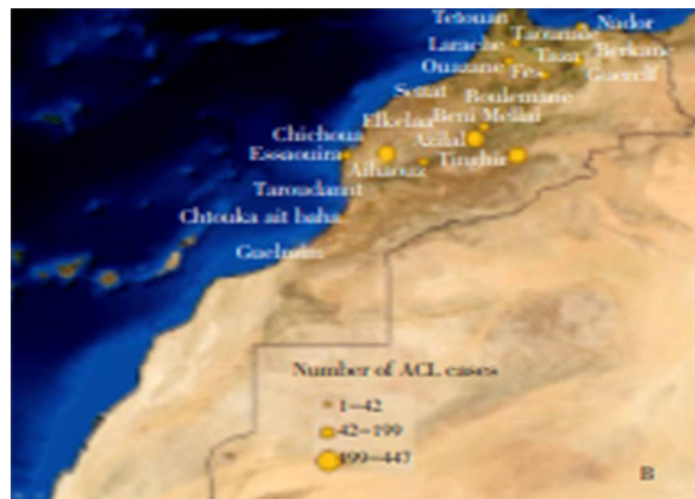 Tetouan
Nador
Taounate
Larache
Berkane
Taza
Ouazane
Fes
Guercif
Settat
Boulemane
Elkelaa
Beni Mellal
Chichoua
Azilal
Essaouira
Tinghir
Alhaouz
Taroudannt
Chtouka ait baha
Guelmim
Number of ACL cases
1–42
42–199
199–447
B